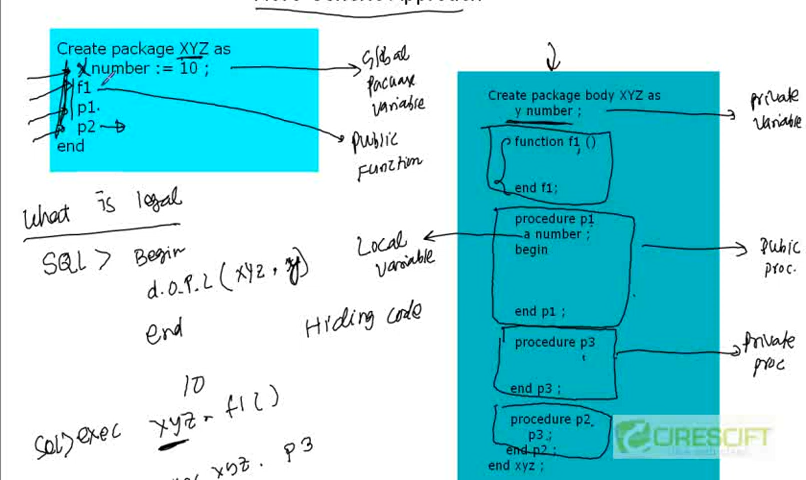 Create package XYZ as
x number := 10 ;
f1
p1.
p2
end
Global
Package
Variable
Public
Function
What is legal
SQL > Begin
d.o.p.l ( XYZ . y)
end
Hiding code
10
SQL>exec xyz . f1( )
xyz . p3
Create package body XYZ as
y number ;
function f1 ()
end f1;
procedure p1
a number ;
begin
end p1 ;
procedure p3
end p3 ;
procedure p2
p3 ;
end p2 ;
end xyz ;
Private
Variable
Local
Variable
Pubic
proc.
Private
proc